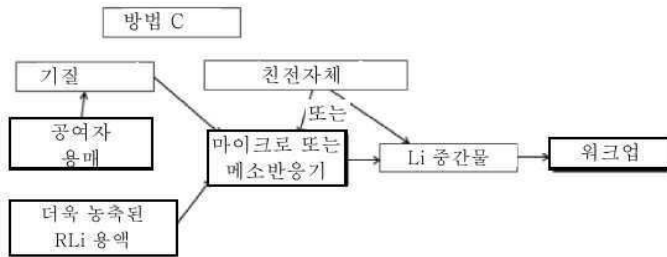 방법 C
기질
친전자체
또는
공여자
용매
마이크로 또는
메소반응기
Li 중간물
워크업
더욱 농축된
RLi 용액